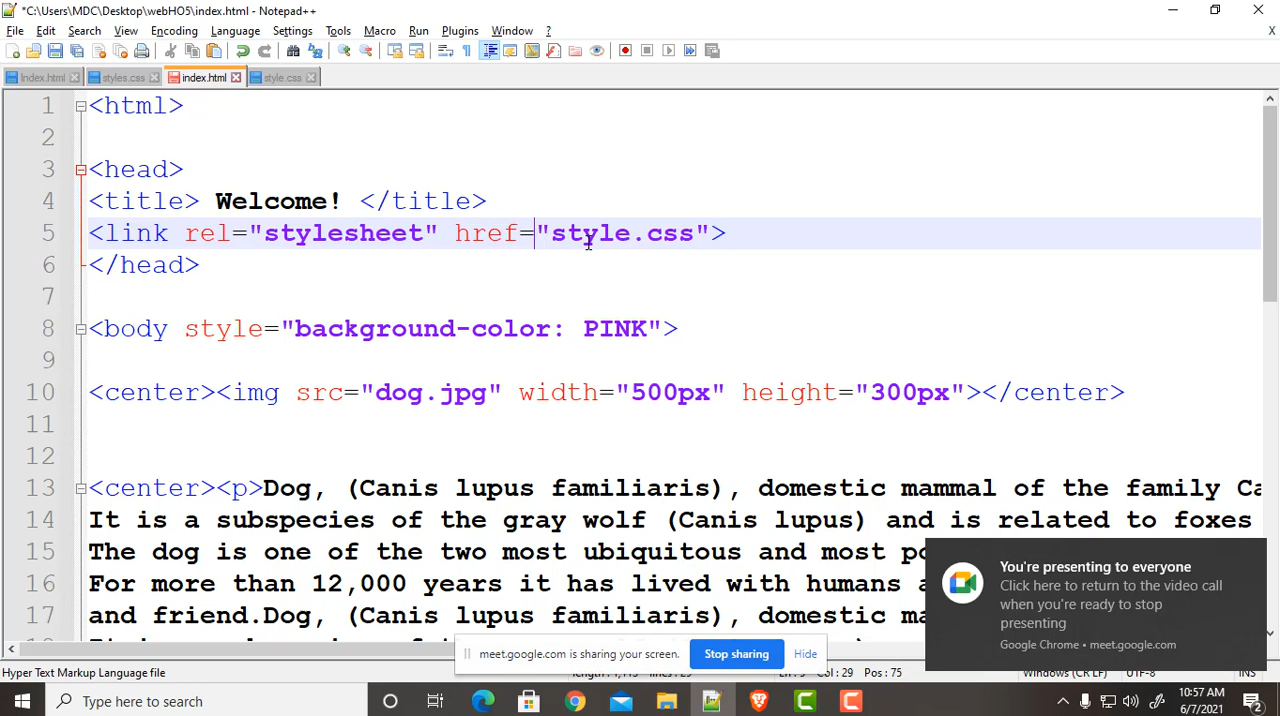 *C:\Users\MDC\Desktop\webHO5\index.html - Notepad++
File Edit Search View Encoding Language Settings Tools Macro Run Plugins Window ?
Index.html styles.css index.html style.css
1 <html>
2
3 <head>
4 <title> Welcome! </title>
5 <link rel="stylesheet" href="style.css">
6 </head>
7
8 <body style="background-color: PINK">
9
10 <center><img src="dog.jpg" width="500px" height="300px"></center>
11
12
13 <center><p>Dog, (Canis lupus familiaris), domestic mammal of the family Ca
14 It is a subspecies of the gray wolf (Canis lupus) and is related to foxes
15 The dog is one of the two most ubiquitous and most po
16 For more than 12,000 years it has lived with humans a
17 and friend.Dog, (Canis lupus familiaris), domestic ma
You're presenting to everyone
Click here to return to the video call
when you're ready to stop
presenting
Google Chrome • meet.google.com
meet.google.com is sharing your screen. Stop sharing Hide
Hyper Text Markup Language file Col : 29 Pos : 75 Windows (CR LF) UTF-8 INS
Type here to search
10:57 AM
6/7/2021
2